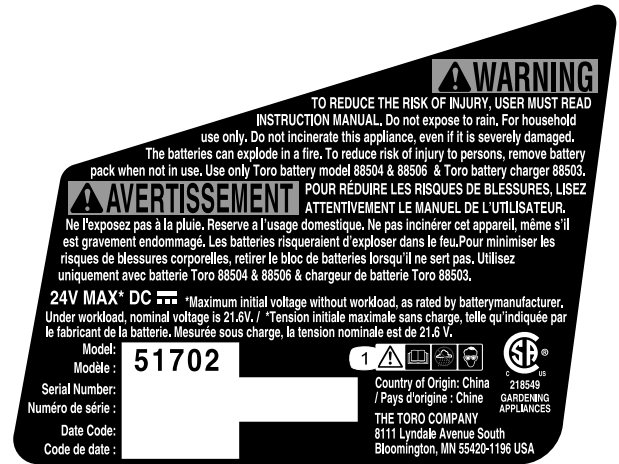 WARNING
TO REDUCE THE RISK OF INJURY, USER MUST READ
INSTRUCTION MANUAL. Do not expose to rain. For household
use only. Do not incinerate this appliance, even if it is severely damaged.
The batteries can explode in a fire. To reduce risk of injury to persons, remove battery
pack when not in use. Use only Toro battery model 88504 & 88506 & Toro battery charger 88503.
AVERTISSEMENT POUR RÉDUIRE LES RISQUES DE BLESSURES, LISEZ
ATTENTIVEMENT LE MANUEL DE L'UTILISATEUR.
Ne l'exposez pas à la pluie. Reserve a l'usage domestique. Ne pas incinérer cet appareil, même s'il
est gravement endommagé. Les batteries risqueraient d'exploser dans le feu.Pour minimiser les
risques de blessures corporelles, retirer le bloc de batteries lorsqu'il ne sert pas. Utilisez
uniquement avec batterie Toro 88504 & 88506 & chargeur de batterie Toro 88503.
24V MAX* DC *Maximum initial voltage without workload, as rated by batterymanufacturer.
Under workload, nominal voltage is 21.6V. / *Tension initiale maximale sans charge, telle qu'indiquée par
le fabricant de la batterie. Mesurée sous charge, la tension nominale est de 21.6 V.
Model:
Modèle :
51702
Serial Number:
Numéro de série :
Date Code:
Code de date :
1
Country of Origin: China
/ Pays d'origine : Chine
THE TORO COMPANY
8111 Lyndale Avenue South
Bloomington, MN 55420-1196 USA
SA ®
C US
218549
GARDENING
APPLIANCES